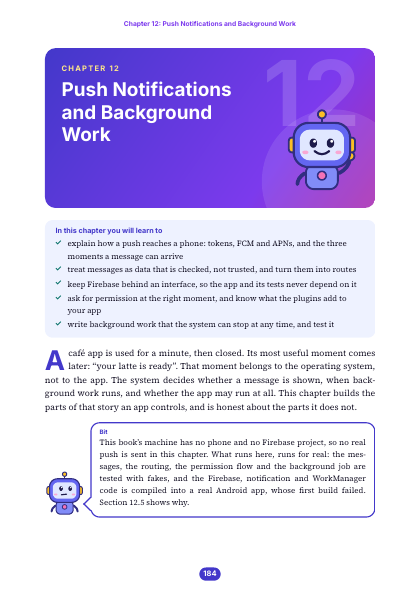 Chapter 12: Push Notifications and Background Work
CHAPTER 12
12
Push Notifications
and Background
Work
In this chapter you will learn to
✓ explain how a push reaches a phone: tokens, FCM and APNs, and the three
moments a message can arrive
✓ treat messages as data that is checked, not trusted, and turn them into routes
✓ keep Firebase behind an interface, so the app and its tests never depend on it
✓ ask for permission at the right moment, and know what the plugins add to
your app
✓ write background work that the system can stop at any time, and test it
A café app is used for a minute, then closed. Its most useful moment comes
later: “your latte is ready”. That moment belongs to the operating system,
not to the app. The system decides whether a message is shown, when back-
ground work runs, and whether the app may run at all. This chapter builds the
parts of that story an app controls, and is honest about the parts it does not.
Bit
This book’s machine has no phone and no Firebase project, so no real
push is sent in this chapter. What runs here, runs for real: the mes-
sages, the routing, the permission flow and the background job are
tested with fakes, and the Firebase, notification and WorkManager
code is compiled into a real Android app, whose first build failed.
Section 12.5 shows why.
184